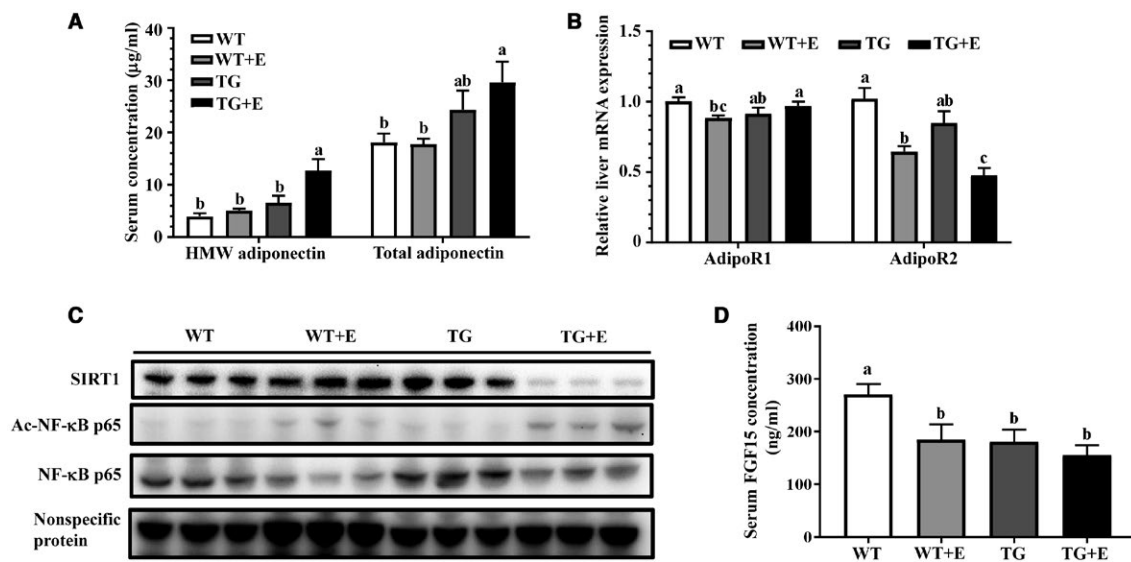 A
Serum concentration (μg/ml)
40
30
20
10
0
WT
WT+E
TG
TG+E
b b b a
b b ab a
HMW adiponectin Total adiponectin
B
Relative liver mRNA expression
1.5
1.0
0.5
0.0
WT WT+E TG TG+E
a bc ab a
a b ab c
AdipoR1 AdipoR2
C
WT WT+E TG TG+E
SIRT1
Ac-NF-κB p65
NF-κB p65
Nonspecific
protein
D
Serum FGF15 concentration
(ng/ml)
400
300
200
100
0
a b b b
WT WT+E TG TG+E